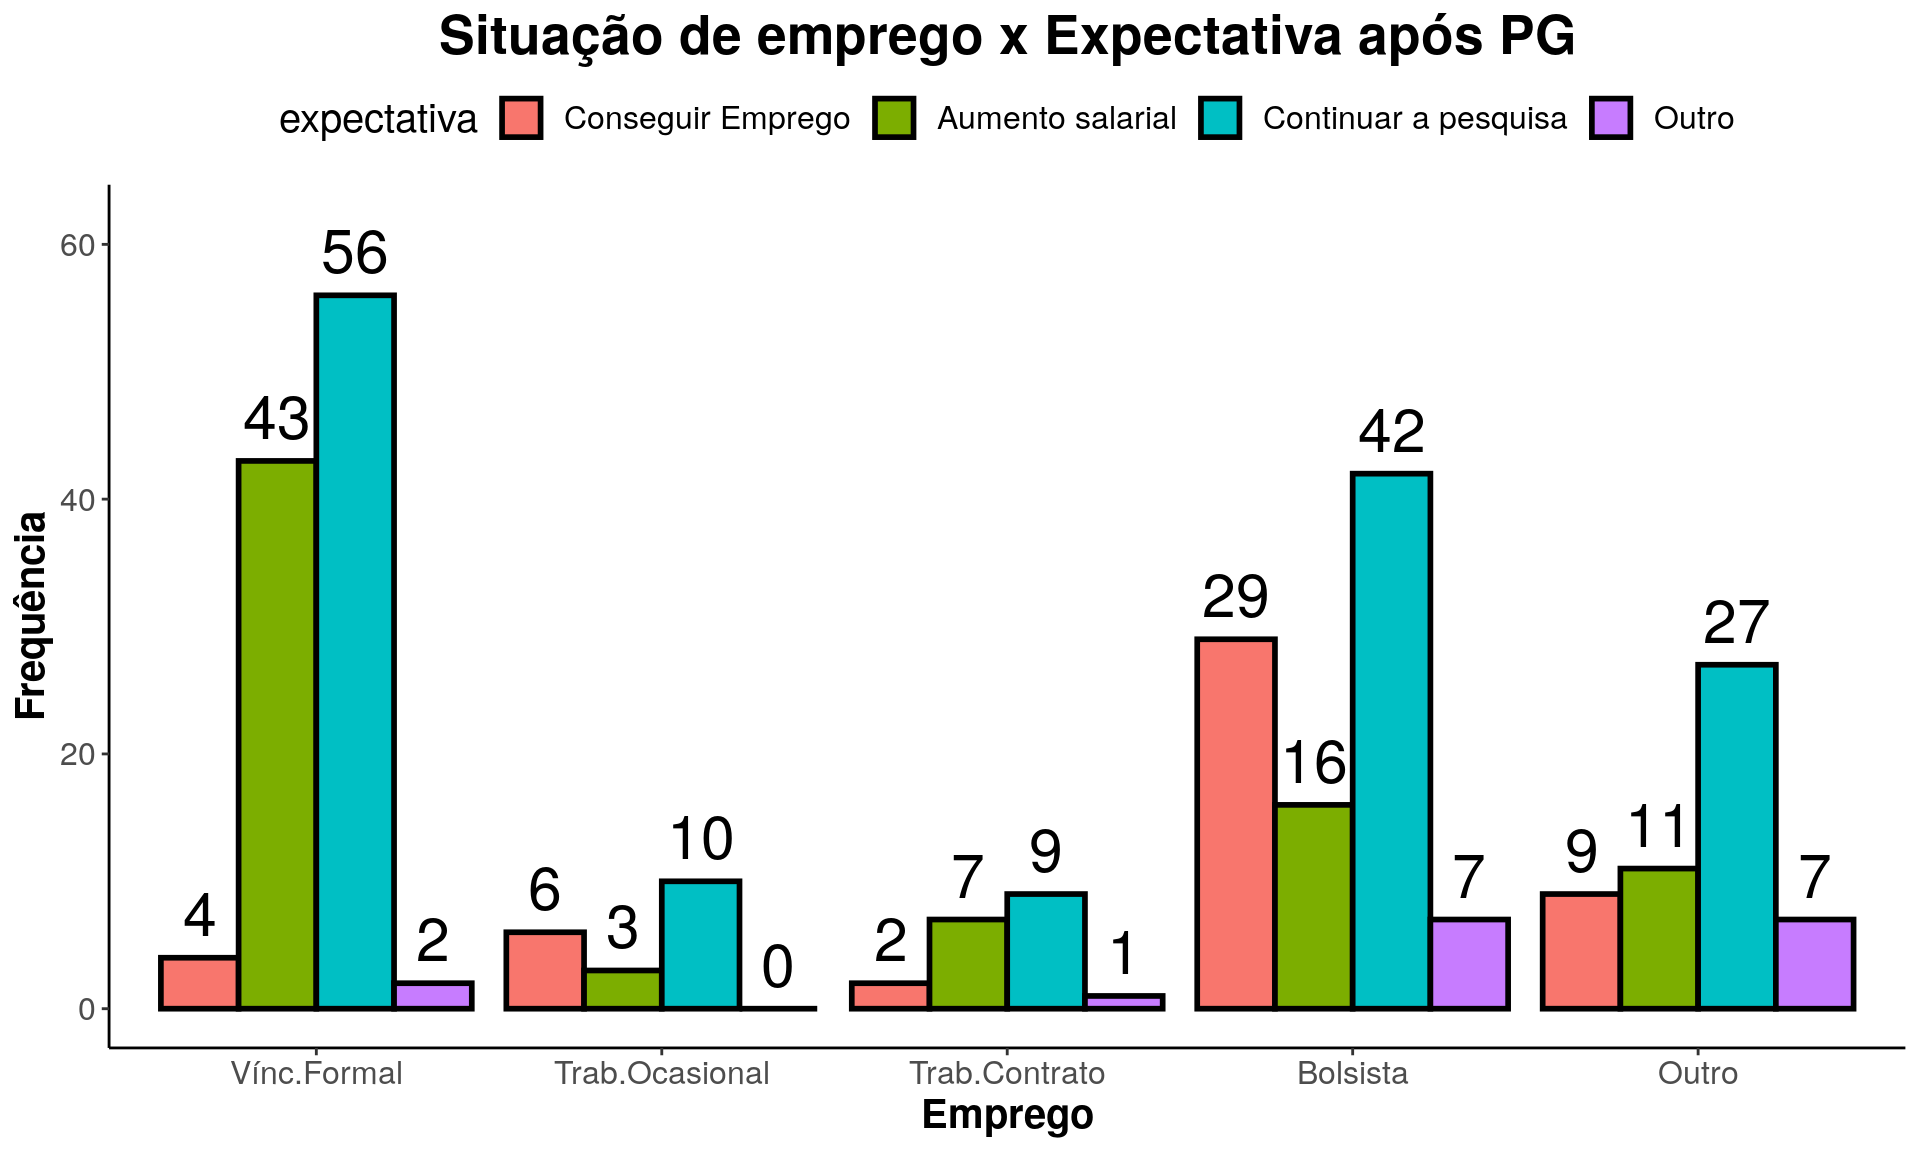 Situação de emprego x Expectativa após PG
expectativa Conseguir Emprego Aumento salarial Continuar a pesquisa Outro
Frequência
60
40
20
0
4 43 56 2
6 3 10 0
2 7 9 1
29 16 42 7
9 11 27 7
Vínc.Formal Trab.Ocasional Trab.Contrato Bolsista Outro
Emprego